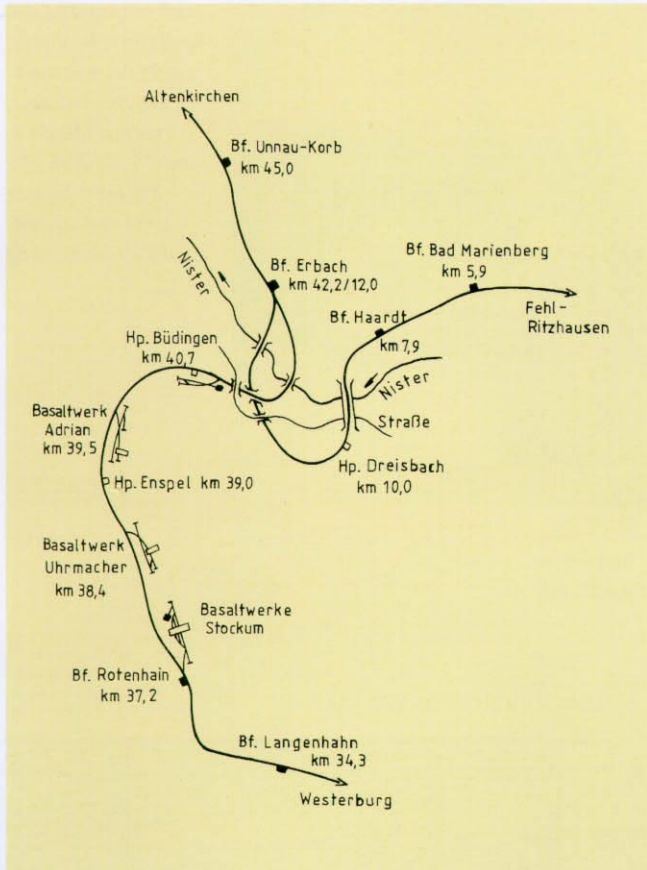 Altenkirchen
Bf. Unnau-Korb
km 45,0
Nister
Bf. Erbach
km 42,2/12,0
Bf. Bad Marienberg
km 5,9
Fehl-
Ritzhausen
Bf. Haardt
km 7,9
Hp. Büdingen
km 40,7
Nister
Straße
Basaltwerk
Adrian
km 39,5
Hp. Dreisbach
km 10,0
Hp. Enspel km 39,0
Basaltwerk
Uhrmacher
km 38,4
Basaltwerke
Stockum
Bf. Rotenhain
km 37,2
Bf. Langenhahn
km 34,3
Westerburg